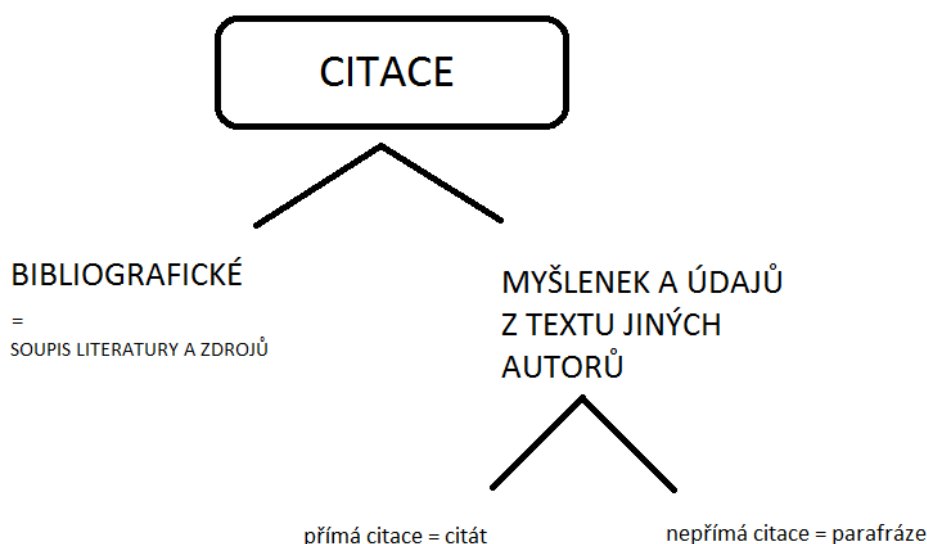 CITACE
BIBLIOGRAFICKÉ
=
SOUPIS LITERATURY A ZDROJŮ
MYŠLENEK A ÚDAJŮ
Z TEXTU JINÝCH
AUTORŮ
přímá citace = citát
nepřímá citace = parafráze